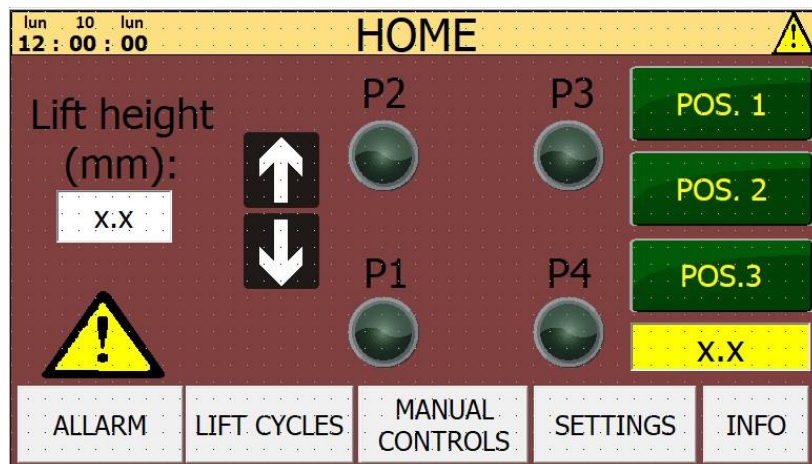 lun 10 lun
12 : 00 : 00
HOME
Lift height
(mm):
x.x
P2
P3
P1
P4
POS. 1
POS. 2
POS.3
x.x
ALLARM
LIFT CYCLES
MANUAL
CONTROLS
SETTINGS
INFO